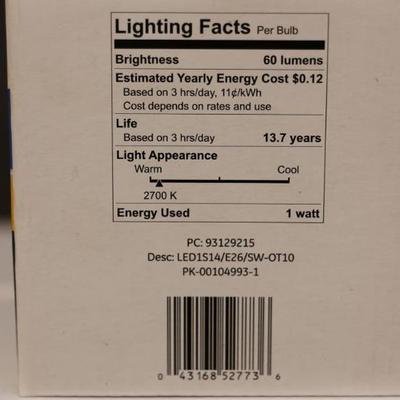 Lighting Facts Per Bulb
Brightness 60 lumens
Estimated Yearly Energy Cost $0.12
Based on 3 hrs/day, 11¢/kWh
Cost depends on rates and use
Life
Based on 3 hrs/day 13.7 years
Light Appearance
Warm Cool
2700 K
Energy Used 1 watt
PC: 93129215
Desc: LED1S14/E26/SW-OT10
PK-00104993-1
0 43168 52773 6